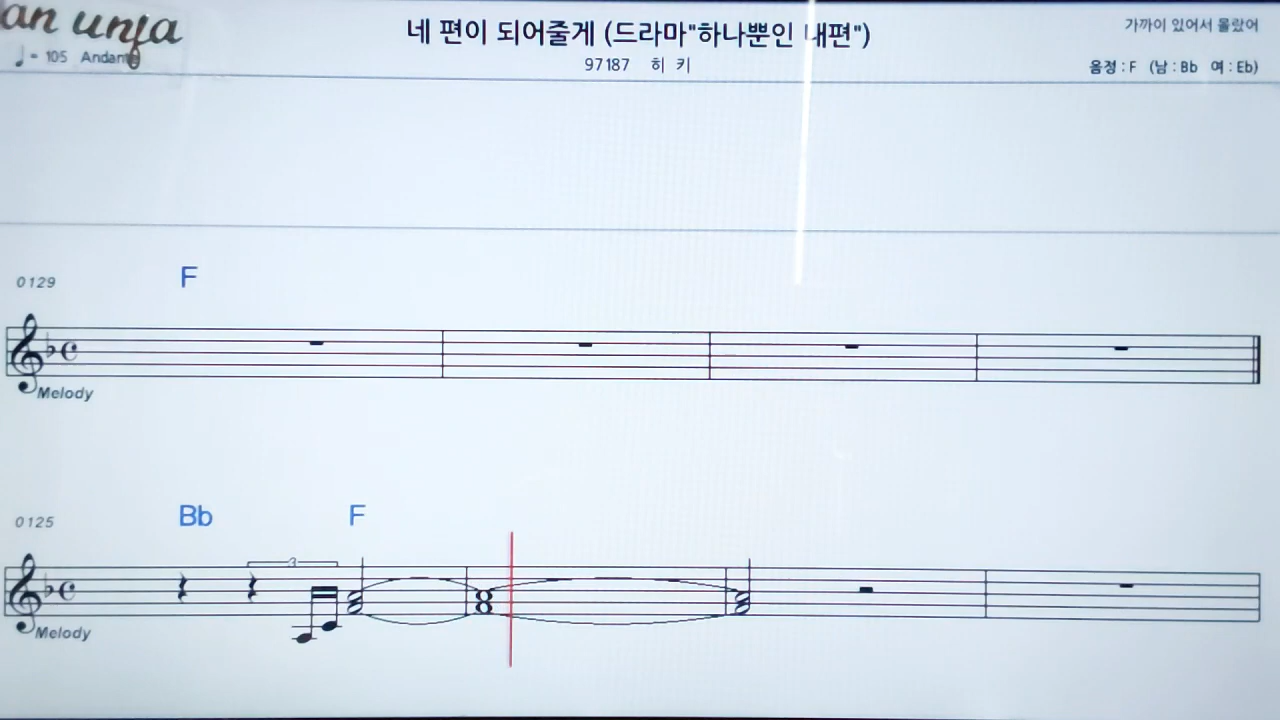 네 편이 되어줄게 (드라마"하나뿐인 내편")
가까이 있어서 몰랐어
♩= 105 Andante
97187 히 키
음정 : F (남 : Bb 여 : Eb)
0129
F
Melody
0125
Bb F
3
Melody